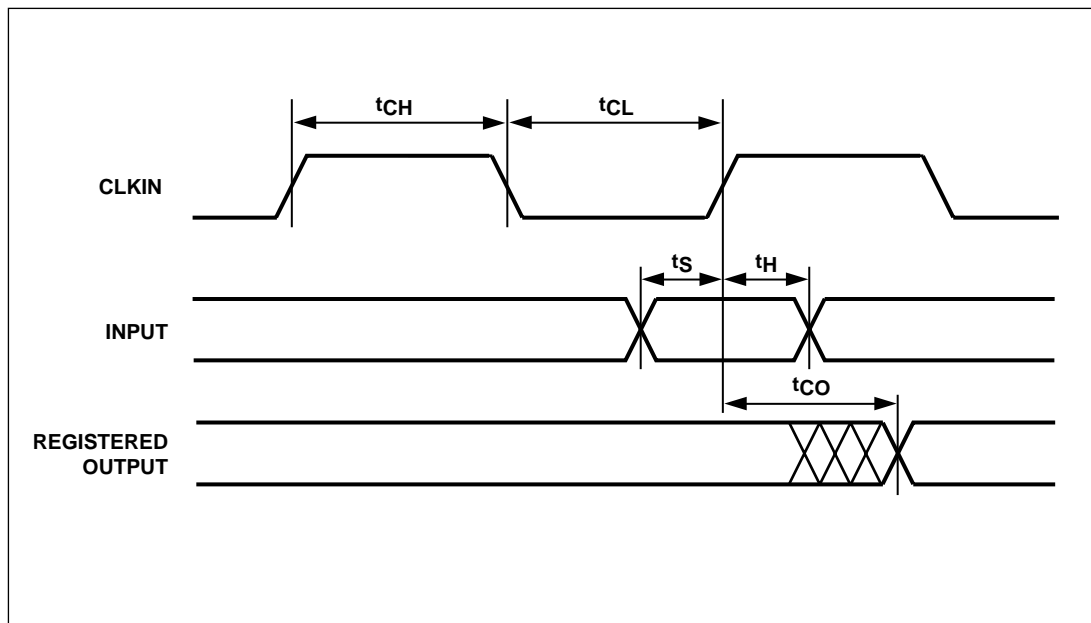 tCH
tCL
CLKIN
tS
tH
INPUT
tCO
REGISTERED
OUTPUT